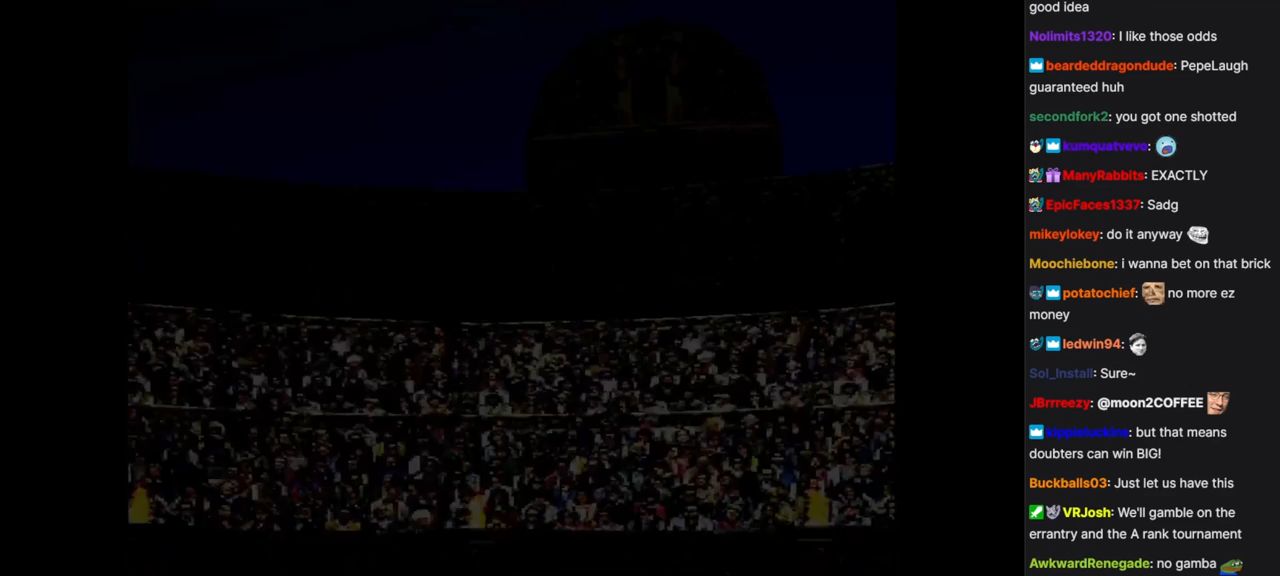 good idea
Nolimits1320: I like those odds
beardeddragondude: PepeLaugh
guaranteed huh
secondfork2: you got one shotted
kumquatvevo:
ManyRabbits: EXACTLY
EpicFaces1337: Sadg
mikeylokey: do it anyway
Moochiebone: i wanna bet on that brick
potatochief: no more ez
money
ledwin94:
Sol_Install: Sure~
JBrrreezy: @moon2COFFEE
: but that means
doubters can win BIG!
Buckballs03: Just let us have this
VRJosh: We'll gamble on the
errantry and the A rank tournament
AwkwardRenegade: no gamba